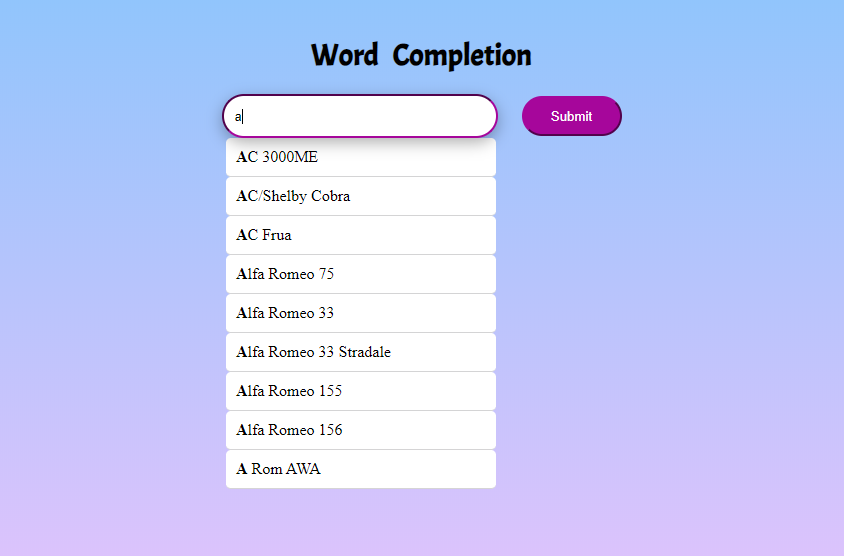 Word Completion
a
Submit
AC 3000ME
AC/Shelby Cobra
AC Frua
Alfa Romeo 75
Alfa Romeo 33
Alfa Romeo 33 Stradale
Alfa Romeo 155
Alfa Romeo 156
A Rom AWA